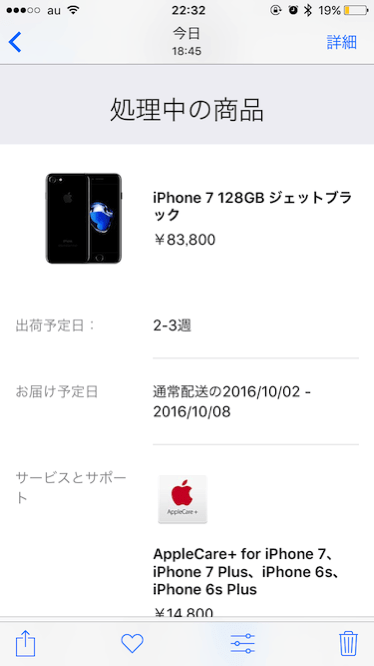 au 22:32 19%
今日
18:45
詳細
処理中の商品
iPhone 7 128GB ジェットブラ
ック
￥83,800
出荷予定日：
2-3週
お届け予定日
通常配送の2016/10/02 -
2016/10/08
サービスとサポー
ト
AppleCare+
AppleCare+ for iPhone 7、
iPhone 7 Plus、iPhone 6s、
iPhone 6s Plus
￥14,800